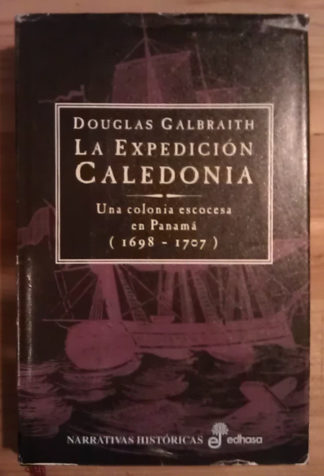 DOUGLAS GALBRAITH
LA EXPEDICIÓN
CALEDONIA
Una colonia escocesa
en Panamá
( 1698 - 1707 )
NARRATIVAS HISTÓRICAS edhasa